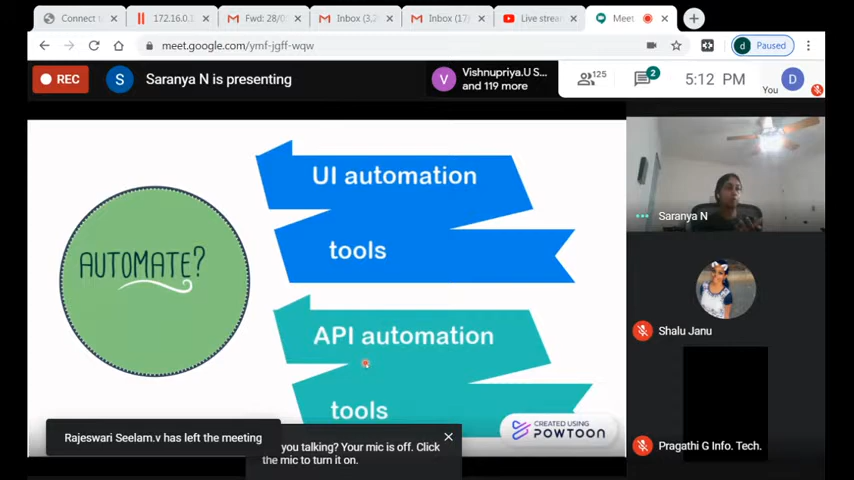 Connect t
172.16.0.1
Fwd: 28/0
Inbox (3,2
Inbox (17)
Live strea
Meet
meet.google.com/ymf-jgff-wqw
d
Paused
REC
S
Saranya N is presenting
V
Vishnupriya.U S...
and 119 more
125
2
5:12 PM
You
D
AUTOMATE?
UI automation
tools
API automation
tools
CREATED USING
POWTOON
Saranya N
Shalu Janu
Pragathi G Info. Tech.
Rajeswari Seelam.v has left the meeting
you talking? Your mic is off. Click
the mic to turn it on.